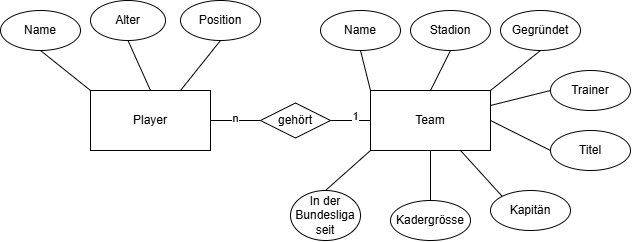 Name
Alter
Position
Name
Stadion
Gegründet
Trainer
Player
n
gehört
1
Team
Titel
In der
Bundesliga
seit
Kadergrösse
Kapitän